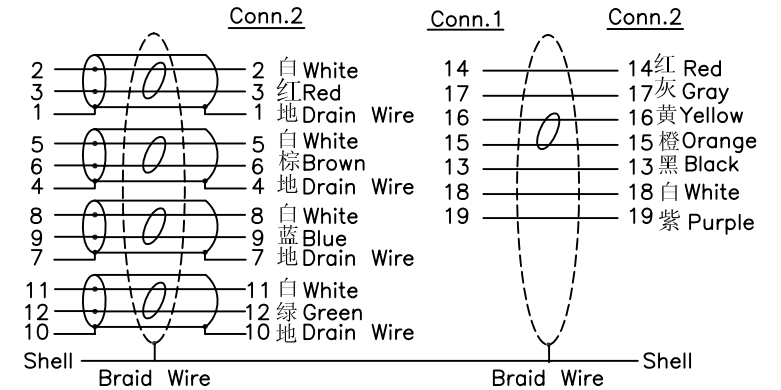 Conn.2
2 2 白 White
3 3 红 Red
1 1 地 Drain Wire
5 5 白 White
6 6 棕 Brown
4 4 地 Drain Wire
8 8 白 White
9 9 蓝 Blue
7 7 地 Drain Wire
11 11 白 White
12 12 绿 Green
10 10 地 Drain Wire
Shell
Braid Wire
Conn.1 Conn.2
14 14 红 Red
17 17 灰 Gray
16 16 黄 Yellow
15 15 橙 Orange
13 13 黑 Black
18 18 白 White
19 19 紫 Purple
Shell
Braid Wire